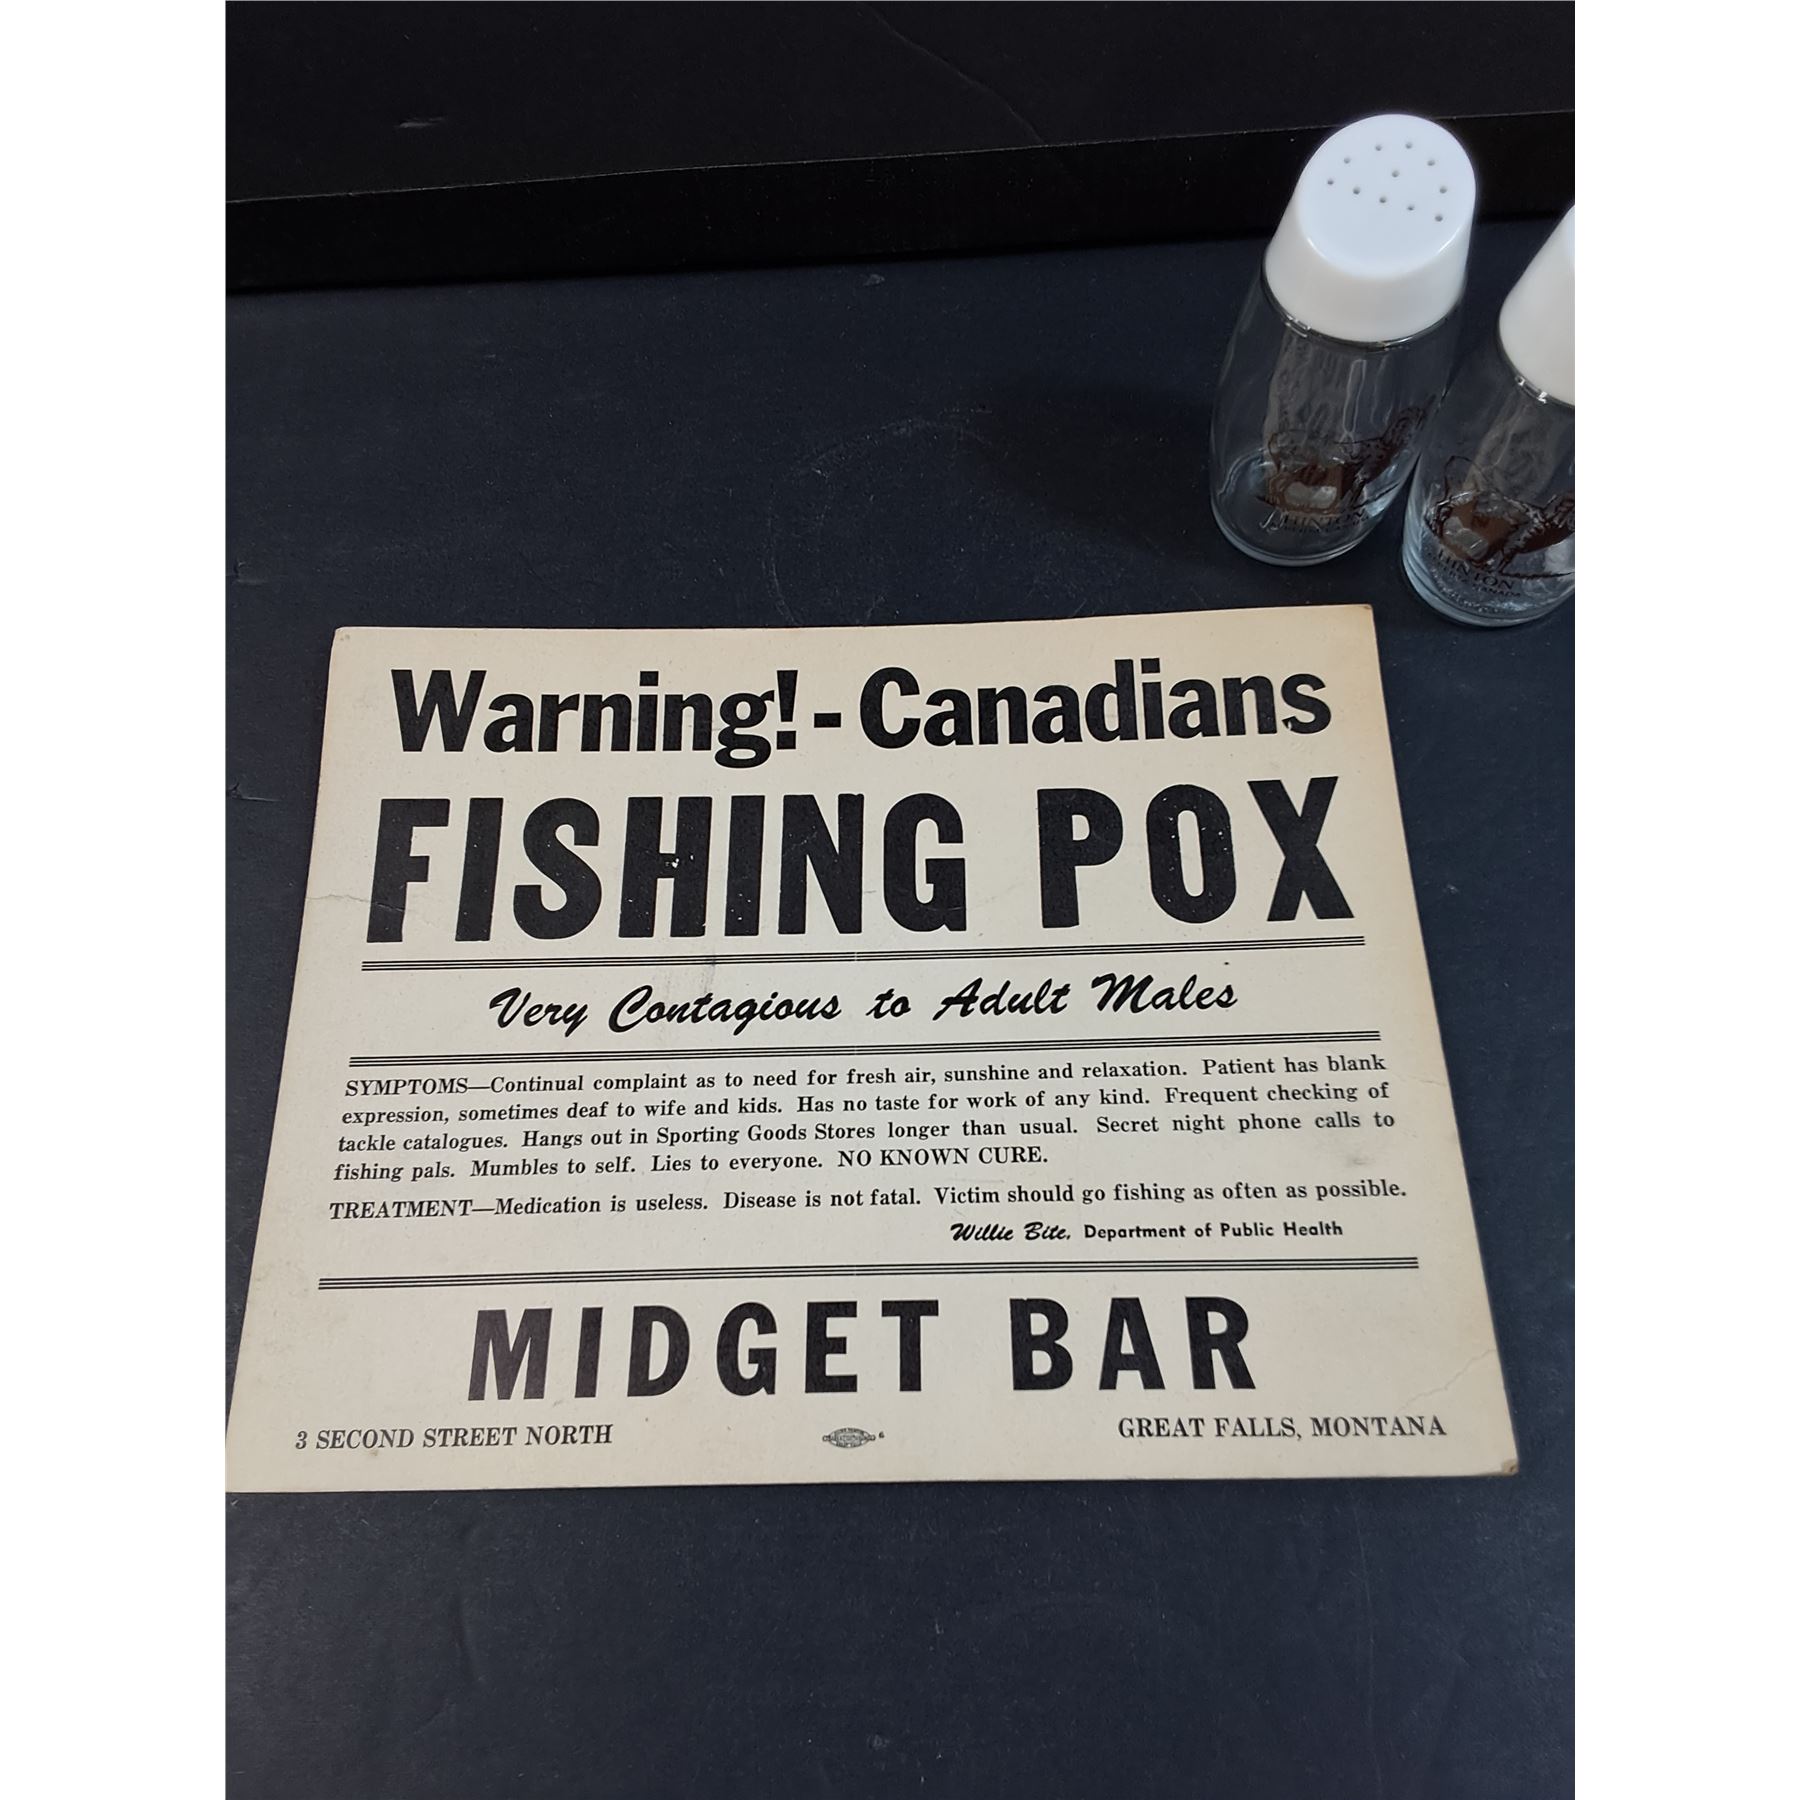 HINTON
HINTON
Warning!-Canadians
FISHING POX
Very Contagious to Adult Males
SYMPTOMS—Continual complaint as to need for fresh air, sunshine and relaxation. Patient has blank
expression, sometimes deaf to wife and kids. Has no taste for work of any kind. Frequent checking of
tackle catalogues. Hangs out in Sporting Goods Stores longer than usual. Secret night phone calls to
fishing pals. Mumbles to self. Lies to everyone. NO KNOWN CURE.
TREATMENT—Medication is useless. Disease is not fatal. Victim should go fishing as often as possible.
Willie Bite, Department of Public Health
MIDGET BAR
3 SECOND STREET NORTH
6
GREAT FALLS, MONTANA